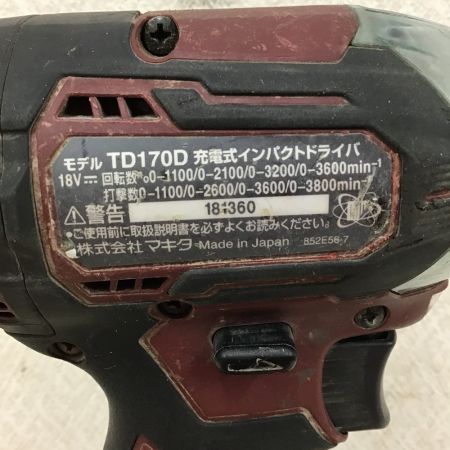 モデル TD170D 充電式インパクトドライバ
18V⎓ 回転数:0-1100/0-2100/0-3200/0-3600min-1
打撃数0-1100/0-2600/0-3600/0-3800min-1
⚠警告 181360
●ご使用前に取扱説明書を必ずよくお読みください。
株式会社マキタ Made in Japan 852E56-7